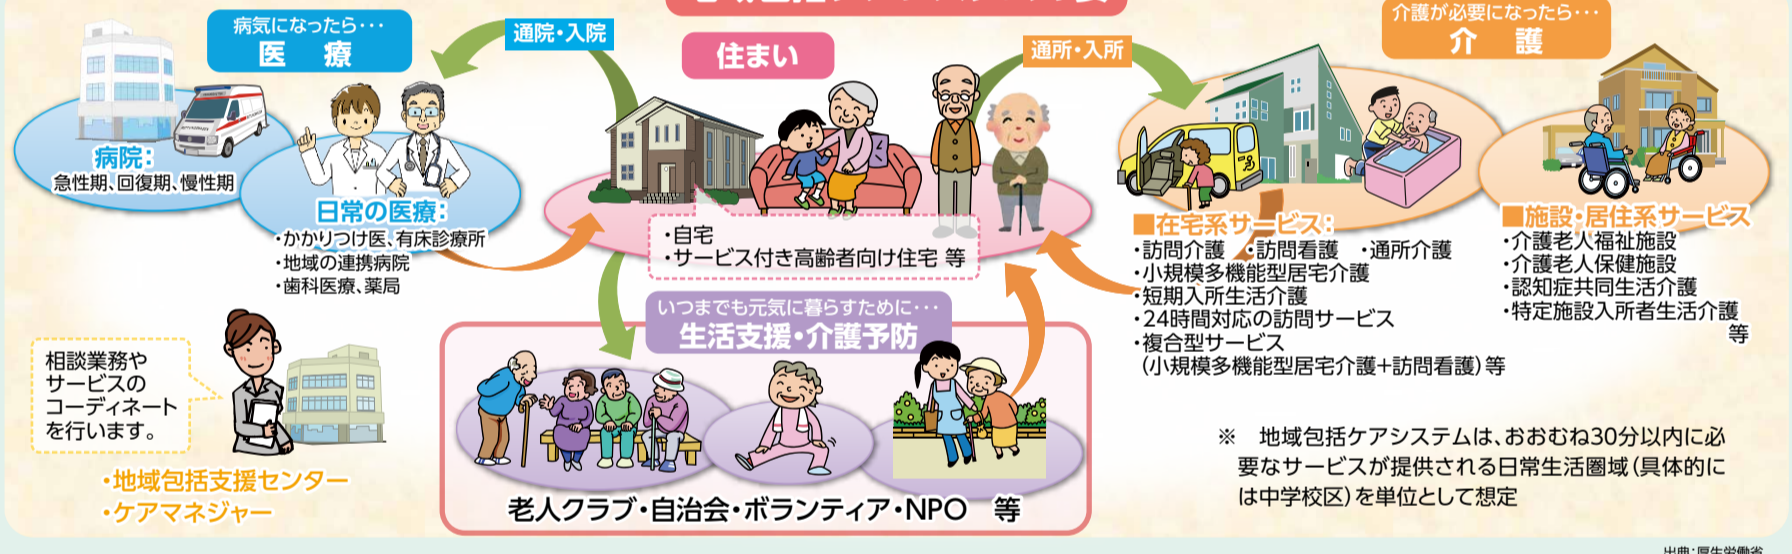 病気になったら・・・
医 療
通院・入院
住まい
通所・入所
介護が必要になったら・・・
介 護
病院:
急性期、回復期、慢性期
日常の医療:
・かかりつけ医、有床診療所
・地域の連携病院
・歯科医療、薬局
・自宅
・サービス付き高齢者向け住宅 等
■在宅系サービス:
・訪問介護 ・訪問看護 ・通所介護
・小規模多機能型居宅介護
・短期入所生活介護
・24時間対応の訪問サービス
・複合型サービス
(小規模多機能型居宅介護+訪問看護)等
■施設・居住系サービス
・介護老人福祉施設
・介護老人保健施設
・認知症共同生活介護
・特定施設入所者生活介護
等
相談業務や
サービスの
コーディネート
を行います。
・地域包括支援センター
・ケアマネジャー
いつまでも元気に暮らすために・・・
生活支援・介護予防
老人クラブ・自治会・ボランティア・NPO 等
※ 地域包括ケアシステムは、おおむね30分以内に必
要なサービスが提供される日常生活圏域(具体的に
は中学校区)を単位として想定
出典:厚生労働省